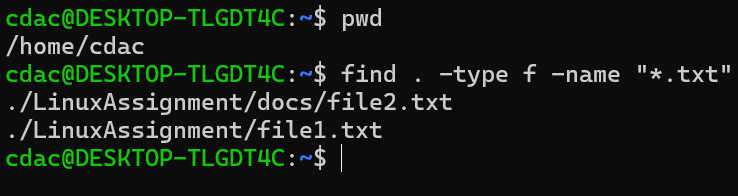 cdac@DESKTOP-TLGDT4C:~$ pwd
/home/cdac
cdac@DESKTOP-TLGDT4C:~$ find . -type f -name "*.txt"
./LinuxAssignment/docs/file2.txt
./LinuxAssignment/file1.txt
cdac@DESKTOP-TLGDT4C:~$